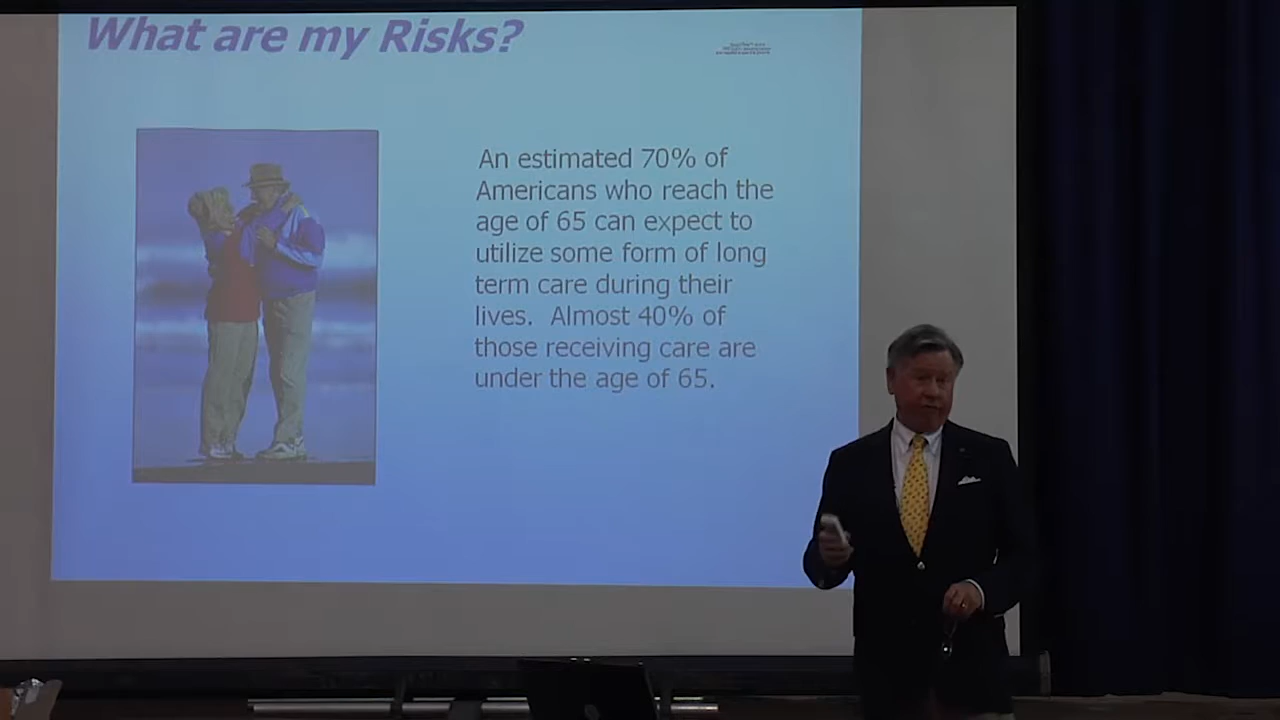 What are my Risks?
An estimated 70% of
Americans who reach the
age of 65 can expect to
utilize some form of long
term care during their
lives. Almost 40% of
those receiving care are
under the age of 65.